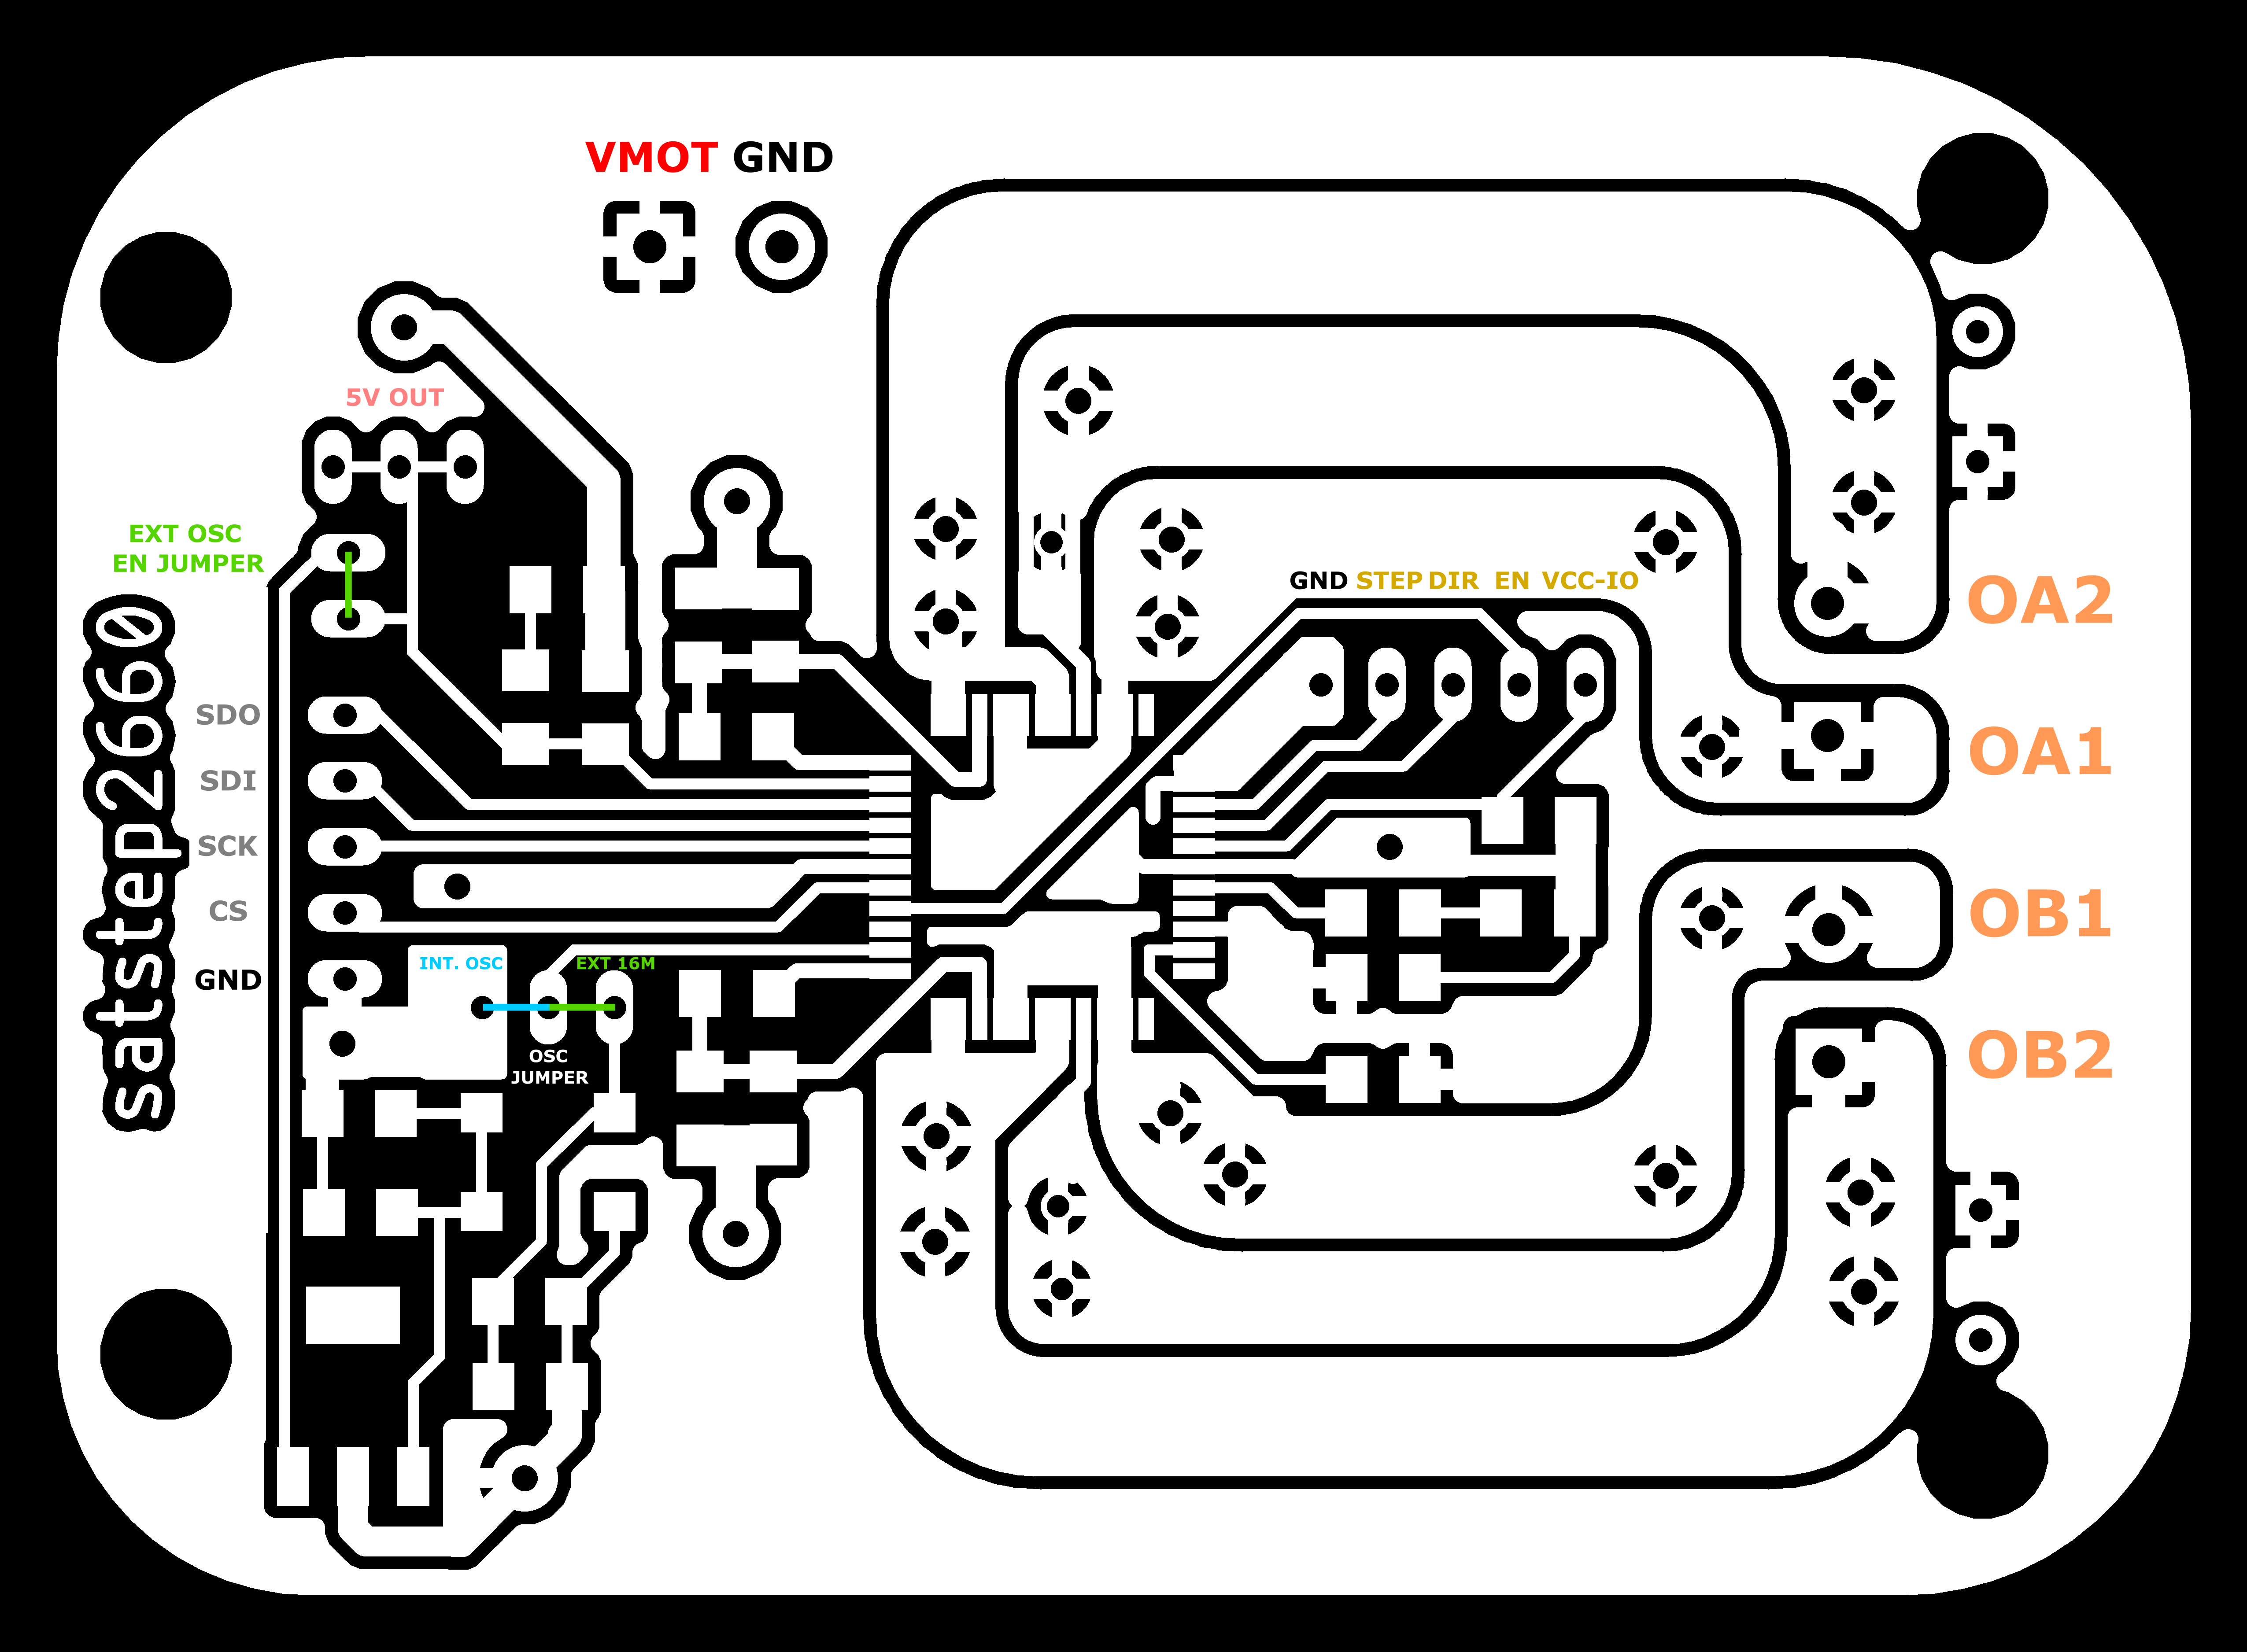 VMOT GND
5V OUT
EXT OSC
EN JUMPER
GND STEP DIR EN VCC-IO
OA2
satstep2660
SDO
OA1
SDI
SCK
CS
OB1
INT. OSC EXT 16M
GND
OSC
JUMPER
OB2